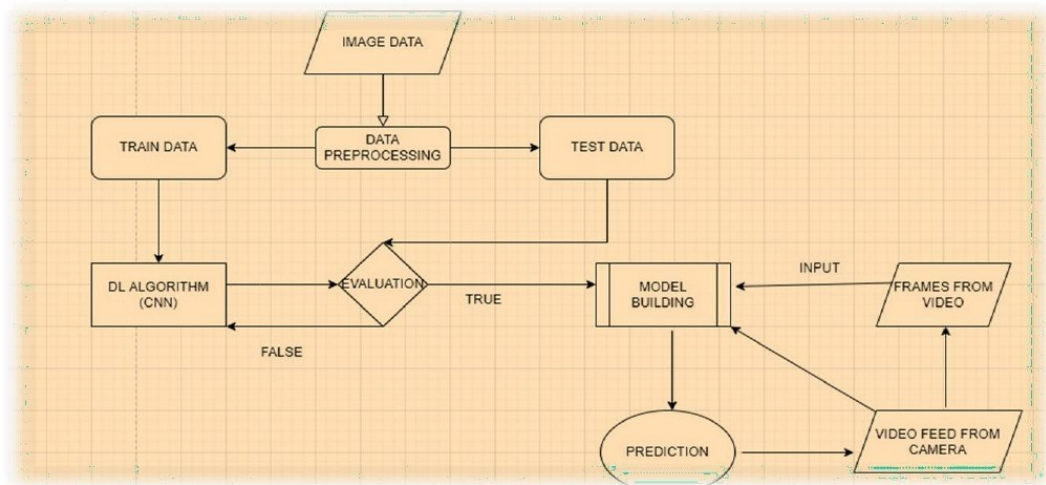 IMAGE DATA
TRAIN DATA
DATA
PREPROCESSING
TEST DATA
DL ALGORITHM
(CNN)
EVALUATION
TRUE
FALSE
MODEL
BUILDING
INPUT
FRAMES FROM
VIDEO
PREDICTION
VIDEO FEED FROM
CAMERA